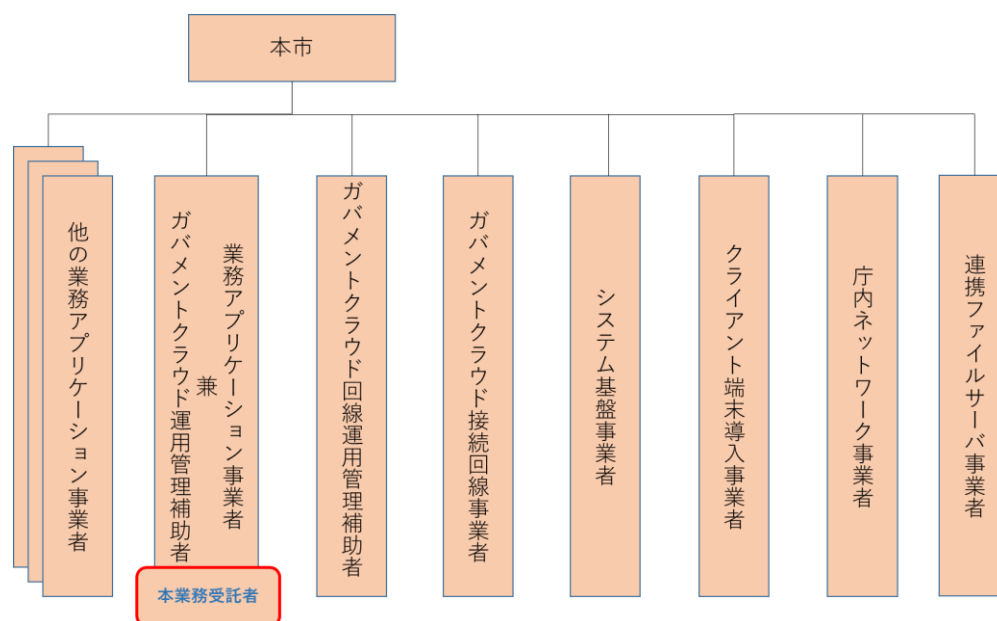 本市
他の業務アプリケーション事業者
業務アプリケーション事業者
兼
ガバメントクラウド運用管理補助者
本業務受託者
ガバメントクラウド回線運用管理補助者
ガバメントクラウド接続回線事業者
システム基盤事業者
クライアント端末導入事業者
庁内ネットワーク事業者
連携ファイルサーバ事業者